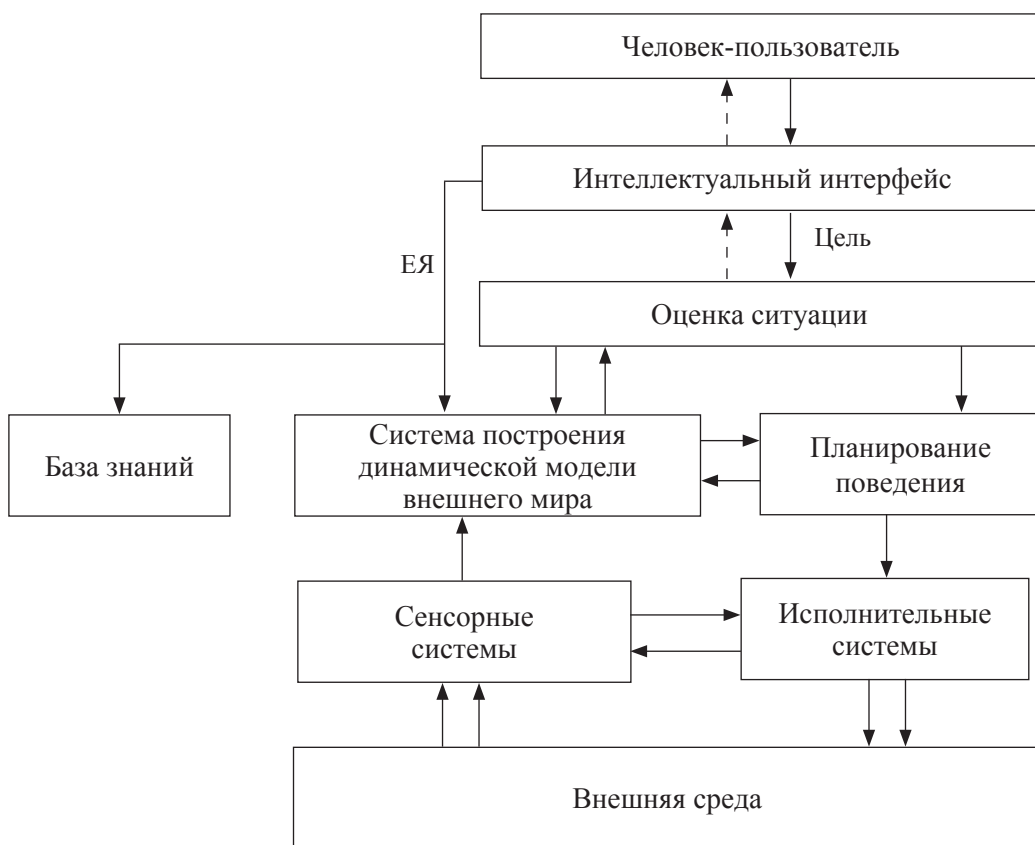 Человек-пользователь
Интеллектуальный интерфейс
Цель
ЕЯ
Оценка ситуации
База знаний
Система построения
динамической модели
внешнего мира
Планирование
поведения
Сенсорные
системы
Исполнительные
системы
Внешняя среда